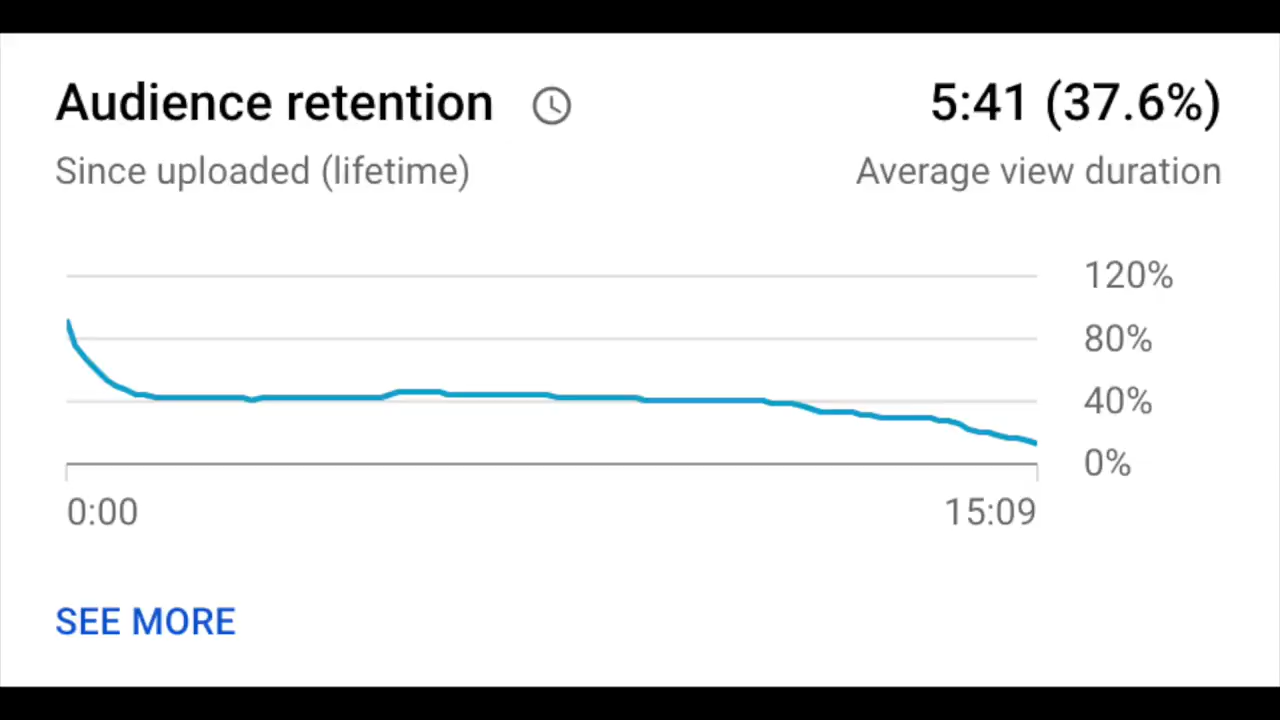 Audience retention
5:41 (37.6%)
Since uploaded (lifetime)
Average view duration
120%
80%
40%
0%
0:00
15:09
SEE MORE